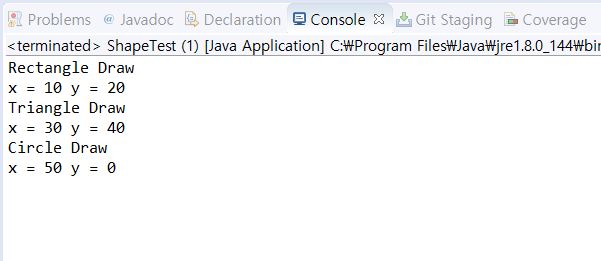 Problems @ Javadoc Declaration Console Git Staging Coverage
<terminated> ShapeTest (1) [Java Application] C:₩Program Files₩Java₩jre1.8.0_144₩bin
Rectangle Draw
x = 10 y = 20
Triangle Draw
x = 30 y = 40
Circle Draw
x = 50 y = 0